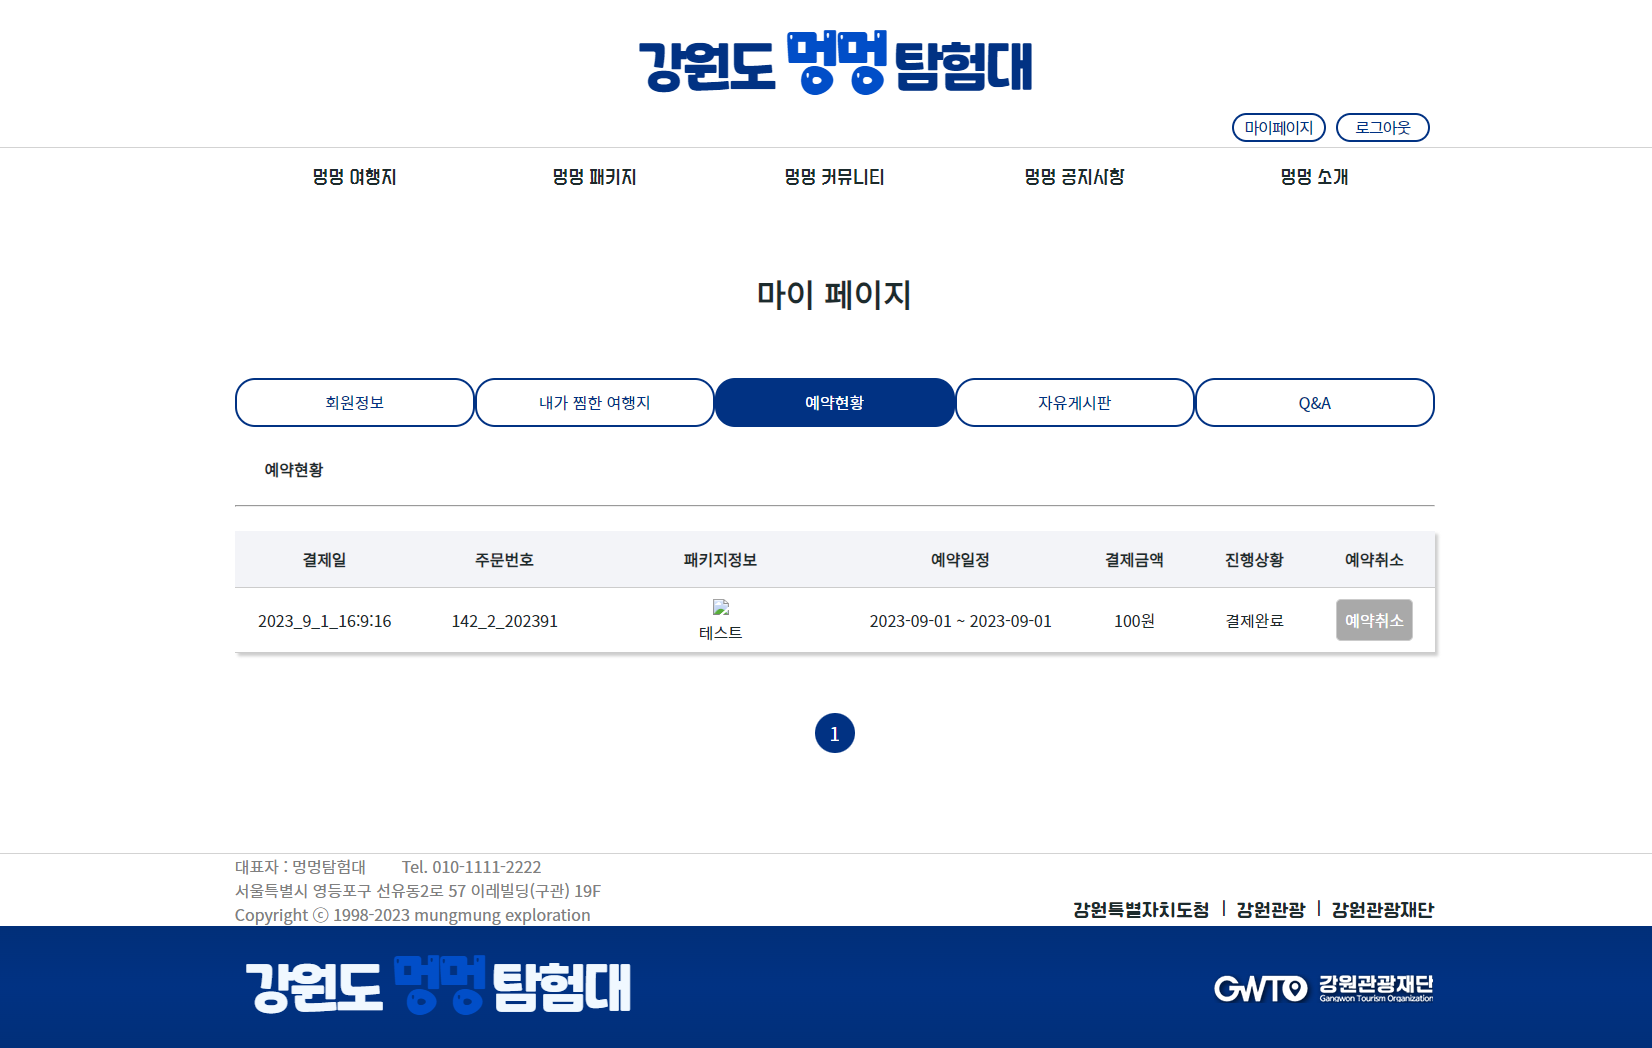 강원도 멍멍 탐험대
마이페이지 로그아웃
멍멍 여행지 멍멍 패키지 멍멍 커뮤니티 멍멍 공지사항 멍멍 소개
마이 페이지
회원정보 내가 찜한 여행지 예약현황 자유게시판 Q&A
예약현황
결제일 주문번호 패키지정보 예약일정 결제금액 진행상황 예약취소
2023_9_1_16:9:16 142_2_202391 테스트 2023-09-01 ~ 2023-09-01 100원 결제완료 예약취소
1
대표자 : 멍멍탐험대 Tel. 010-1111-2222
서울특별시 영등포구 선유동2로 57 이레빌딩(구관) 19F
Copyright ⓒ 1998-2023 mungmung exploration
강원특별자치도청 | 강원관광 | 강원관광재단
강원도 멍멍 탐험대
GWTO 강원관광재단
Gangwon Tourism Organization